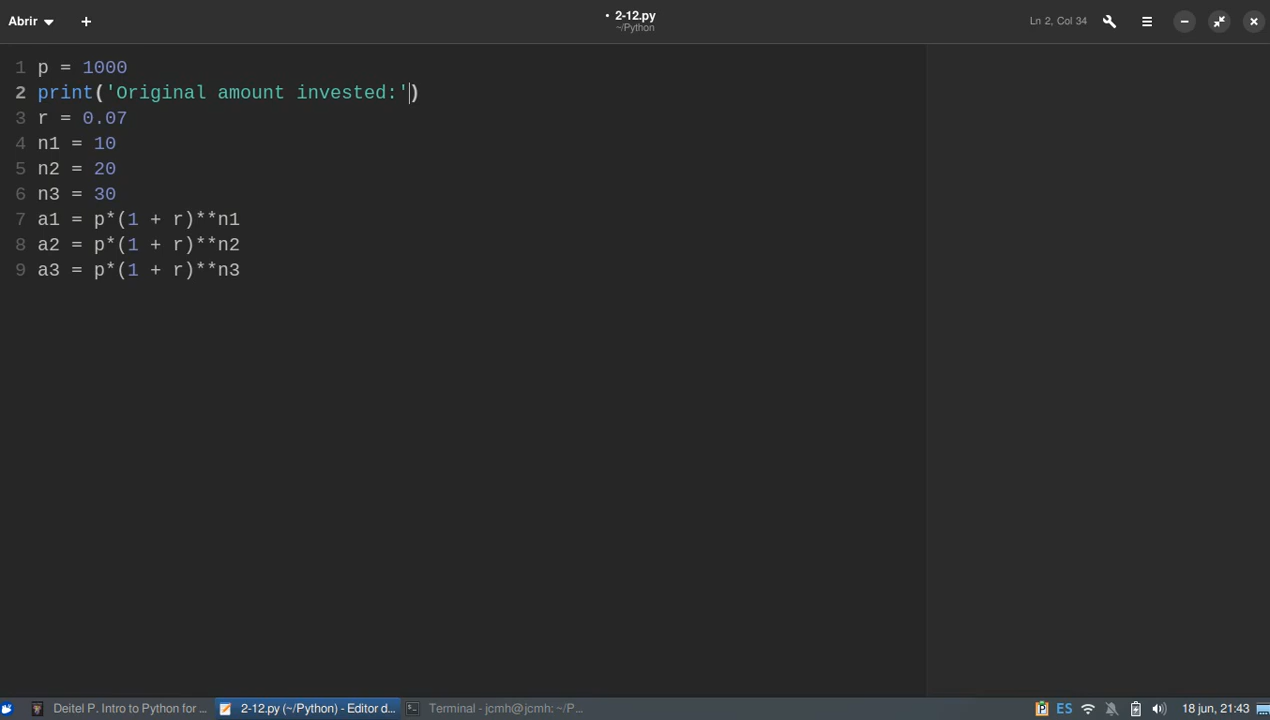 Abrir
2-12.py
~/Python
Ln 2, Col 34
1 p = 1000
2 print('Original amount invested:')
3 r = 0.07
4 n1 = 10
5 n2 = 20
6 n3 = 30
7 a1 = p*(1 + r)**n1
8 a2 = p*(1 + r)**n2
9 a3 = p*(1 + r)**n3
Deitel P. Intro to Python for ... 2-12.py (~/Python) - Editor d... Terminal - jcmh@jcmh: ~/P... ES 18 jun, 21:43